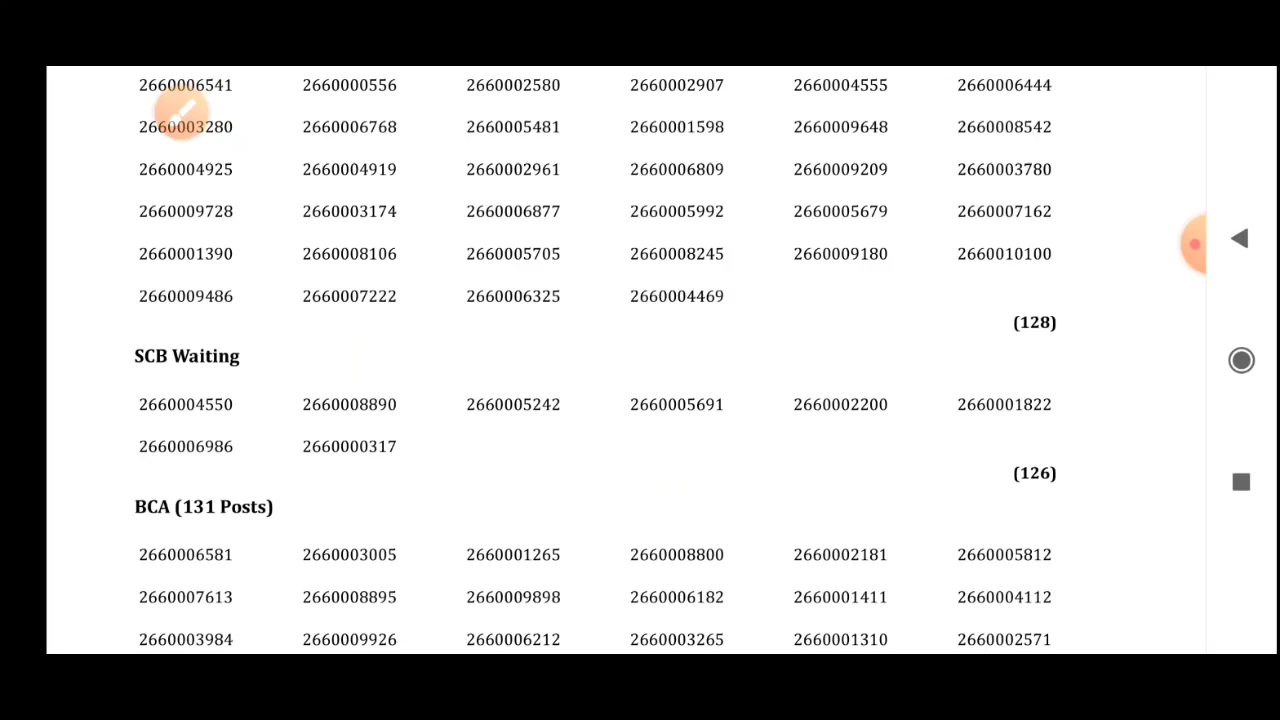 2660006541 2660000556 2660002580 2660002907 2660004555 2660006444
2660003280 2660006768 2660005481 2660001598 2660009648 2660008542
2660004925 2660004919 2660002961 2660006809 2660009209 2660003780
2660009728 2660003174 2660006877 2660005992 2660005679 2660007162
2660001390 2660008106 2660005705 2660008245 2660009180 2660010100
2660009486 2660007222 2660006325 2660004469
(128)
SCB Waiting
2660004550 2660008890 2660005242 2660005691 2660002200 2660001822
2660006986 2660000317
(126)
BCA (131 Posts)
2660006581 2660003005 2660001265 2660008800 2660002181 2660005812
2660007613 2660008895 2660009898 2660006182 2660001411 2660004112
2660003984 2660009926 2660006212 2660003265 2660001310 2660002571